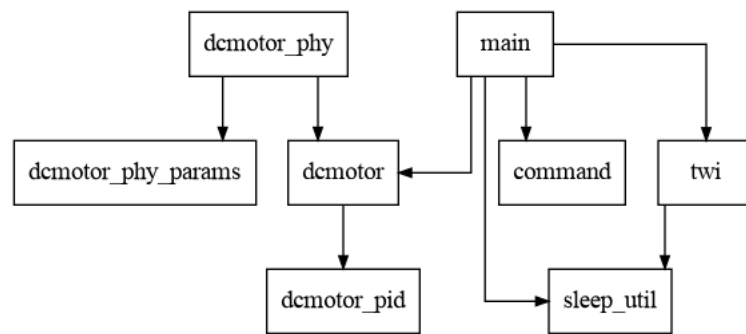 dcmotor_phy
main
dcmotor_phy_params
dcmotor
command
twi
dcmotor_pid
sleep_util